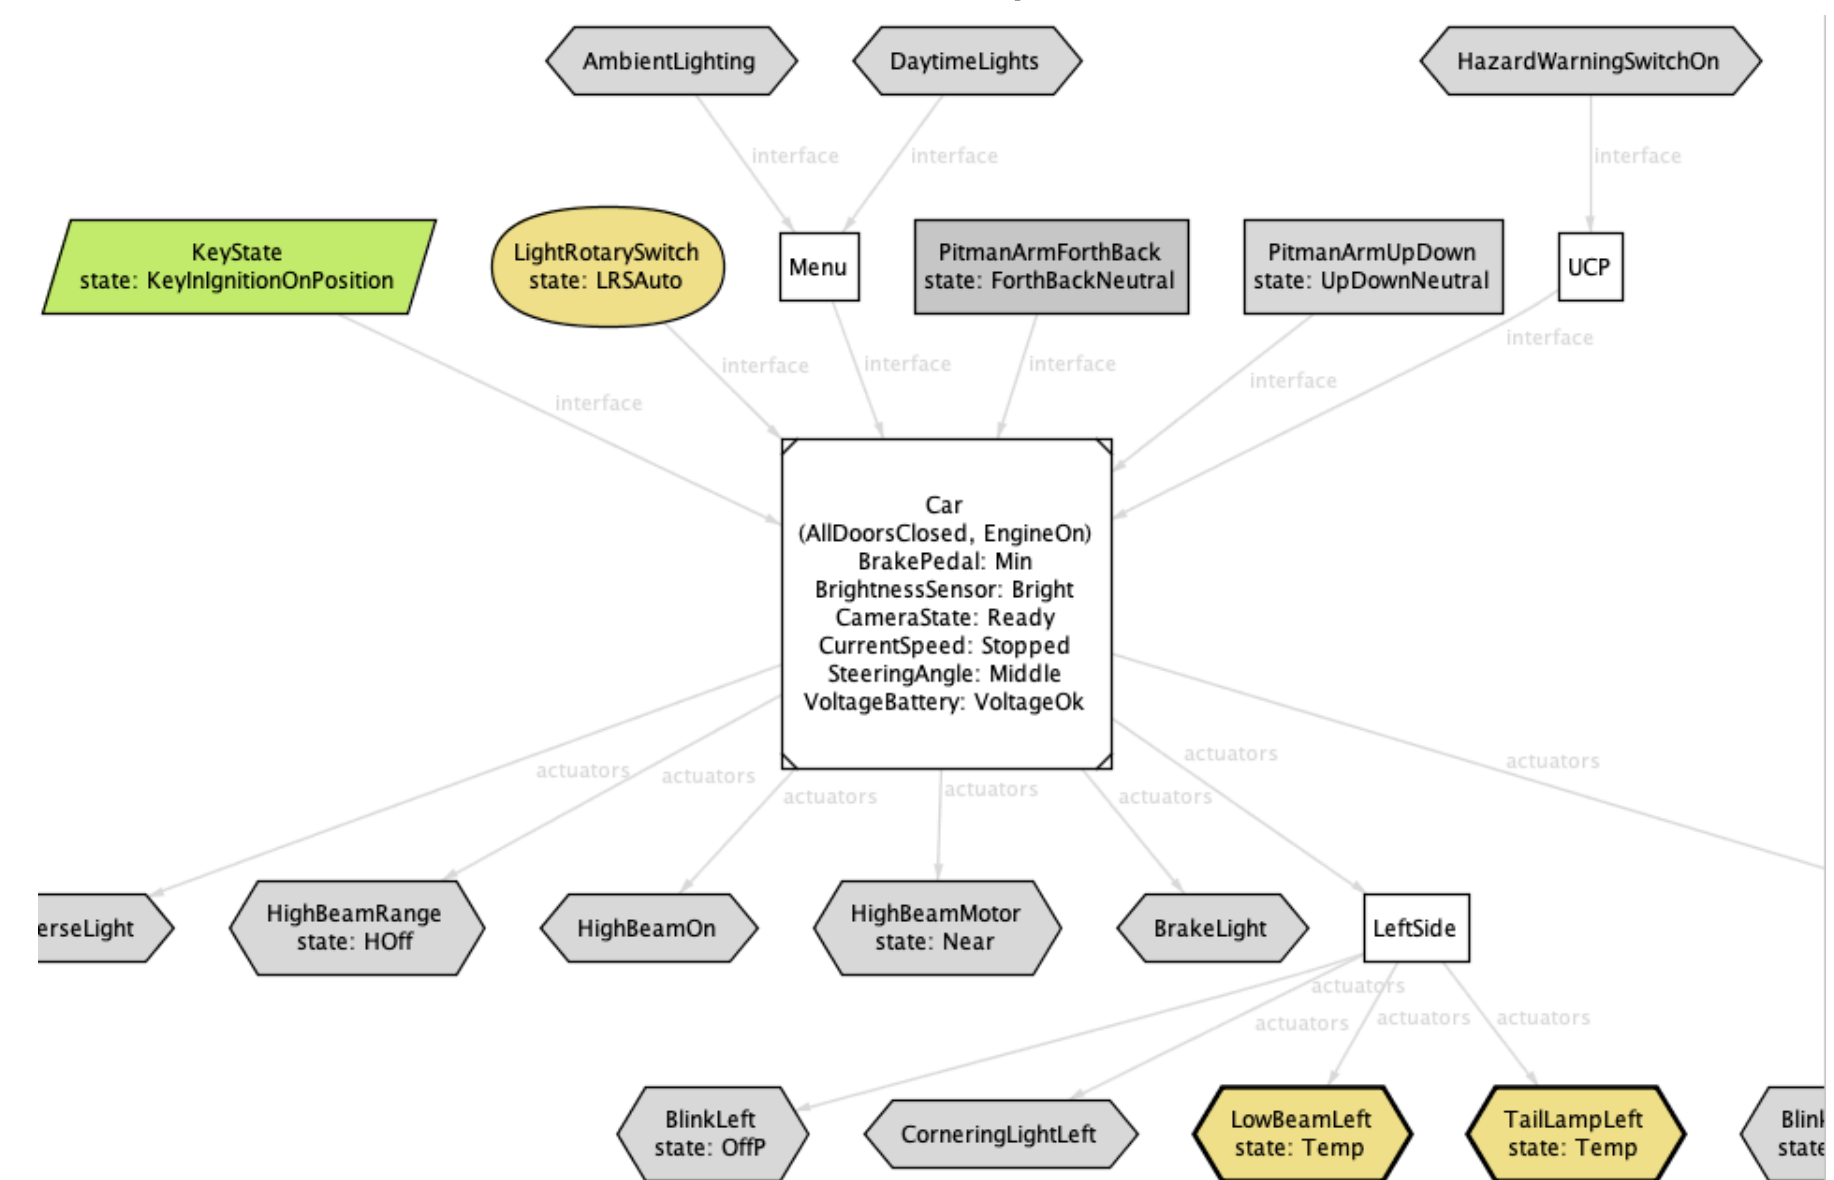 AmbientLighting
DaytimeLights
HazardWarningSwitchOn
interface
interface
interface
KeyState
state: KeyInIgnitionOnPosition
LightRotarySwitch
state: LRSAuto
Menu
PitmanArmForthBack
state: ForthBackNeutral
PitmanArmUpDown
state: UpDownNeutral
UCP
interface
interface
interface
interface
interface
interface
Car
(AllDoorsClosed, EngineOn)
BrakePedal: Min
BrightnessSensor: Bright
CameraState: Ready
CurrentSpeed: Stopped
SteeringAngle: Middle
VoltageBattery: VoltageOk
actuators
actuators
actuators
actuators
actuators
actuators
actuators
erseLight
HighBeamRange
state: HOff
HighBeamOn
HighBeamMotor
state: Near
BrakeLight
LeftSide
actuators
actuators
actuators
actuators
BlinkLeft
state: OffP
CorneringLightLeft
LowBeamLeft
state: Temp
TailLampLeft
state: Temp
Blink
state